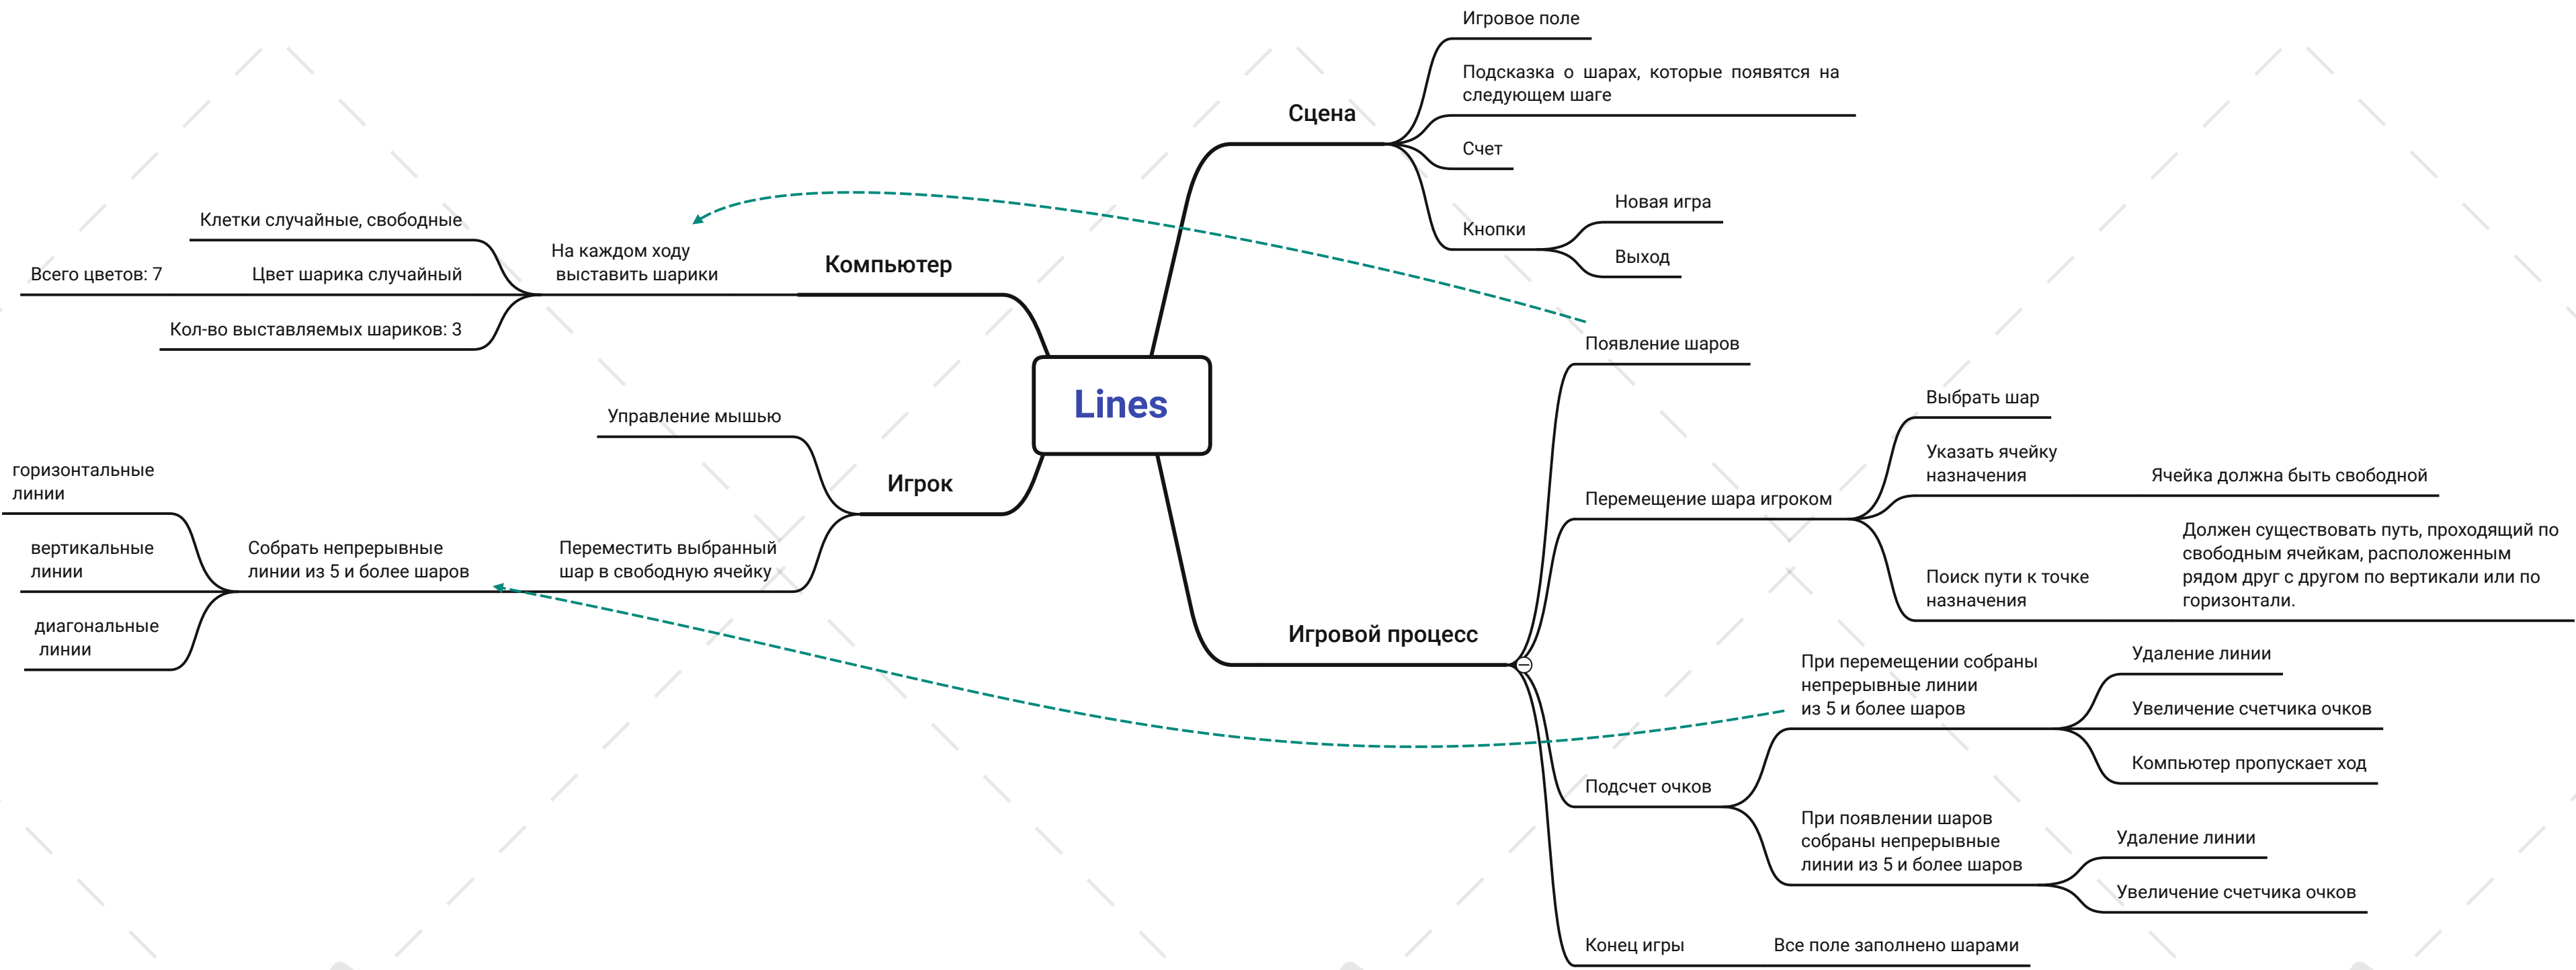 Lines
Сцена
Игровое поле
Подсказка о шарах, которые появятся на
следующем шаге
Счет
Кнопки
Новая игра
Выход
Компьютер
На каждом ходу
выставить шарики
Клетки случайные, свободные
Цвет шарика случайный
Всего цветов: 7
Кол-во выставляемых шариков: 3
Игрок
Управление мышью
Переместить выбранный
шар в свободную ячейку
Собрать непрерывные
линии из 5 и более шаров
горизонтальные
линии
вертикальные
линии
диагональные
линии
Игровой процесс
Появление шаров
Перемещение шара игроком
Выбрать шар
Указать ячейку
назначения
Ячейка должна быть свободной
Поиск пути к точке
назначения
Должен существовать путь, проходящий по
свободным ячейкам, расположенным
рядом друг с другом по вертикали или по
горизонтали.
Подсчет очков
При перемещении собраны
непрерывные линии
из 5 и более шаров
Удаление линии
Увеличение счетчика очков
Компьютер пропускает ход
При появлении шаров
собраны непрерывные
линии из 5 и более шаров
Удаление линии
Увеличение счетчика очков
Конец игры
Все поле заполнено шарами